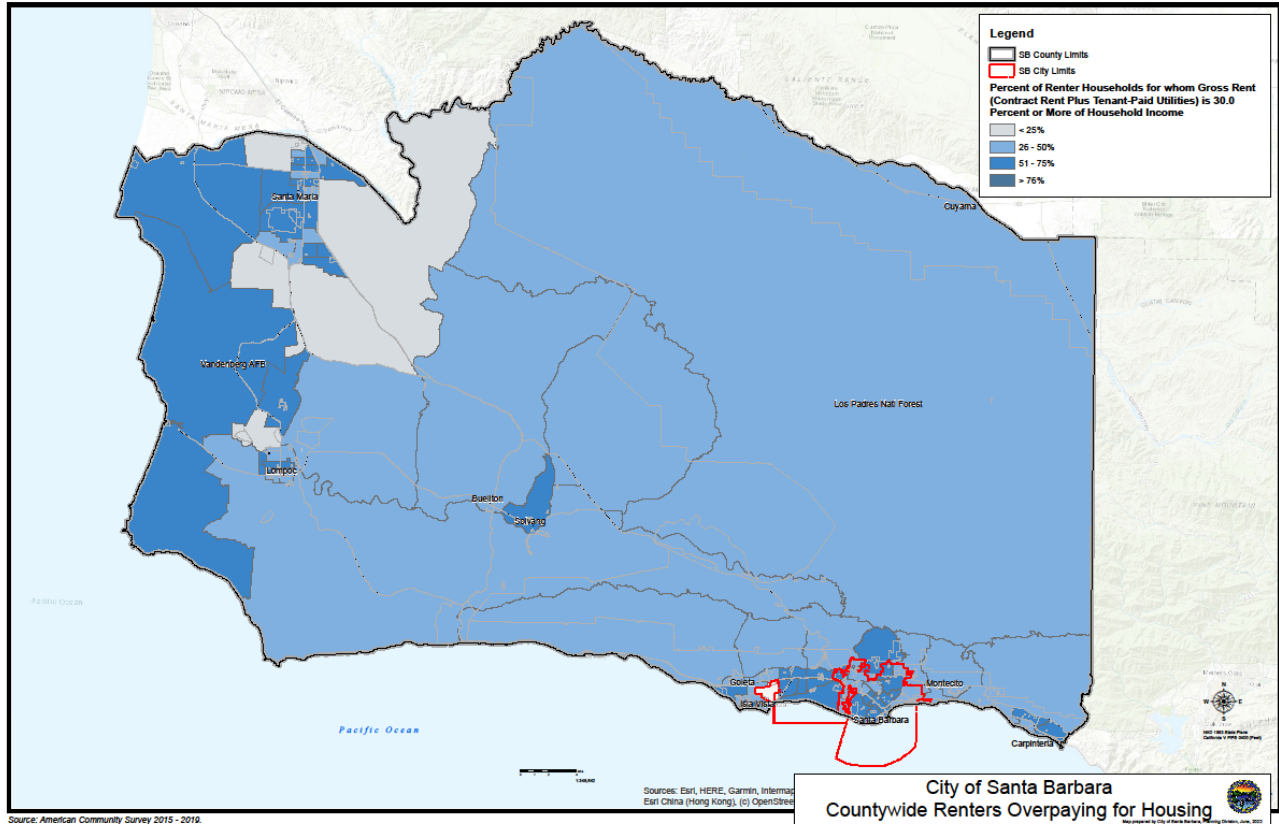 Legend
SB County Limits
SB City Limits
Percent of Renter Households for whom Gross Rent
(Contract Rent Plus Tenant-Paid Utilities) is 30.0
Percent or More of Household Income
< 25%
26 - 50%
51 - 75%
> 76%
SANTA MARIA
Santa Maria
Cuyama
Vandenberg AFB
Los Padres Natl Forest
Lompoc
Buellton
Solvang
Pacific Ocean
Goleta
Isla Vista
Montecito
Santa Barbara
Carpinteria
Pacific Ocean
N
W
E
S
Sources: Esri, HERE, Garmin, Intermap
Esri China (Hong Kong), (c) OpenStree
City of Santa Barbara
Countywide Renters Overpaying for Housing
Source: American Community Survey 2015 - 2019.